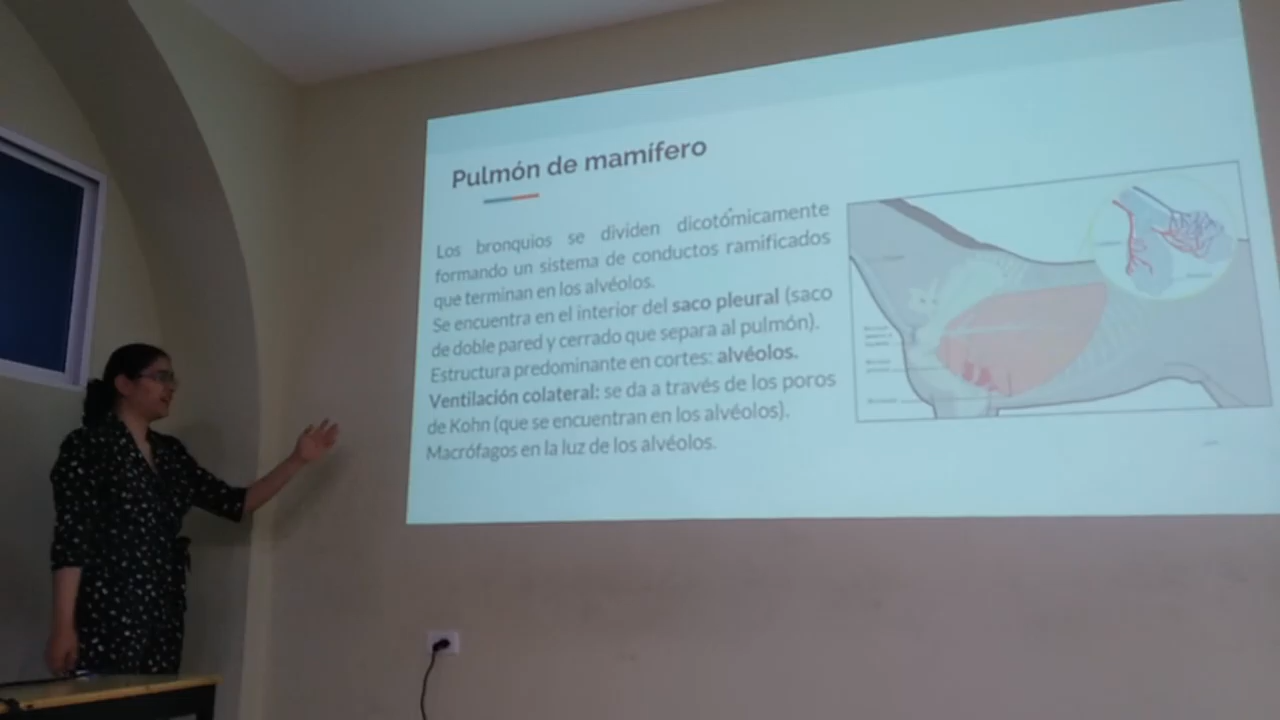 Pulmón de mamífero
Los bronquios se dividen dicotómicamente
formando un sistema de conductos ramificados
que terminan en los alvéolos.
Se encuentra en el interior del saco pleural (saco
de doble pared y cerrado que separa al pulmón).
Estructura predominante en cortes: alvéolos.
Ventilación colateral: se da a través de los poros
de Kohn (que se encuentran en los alvéolos).
Macrófagos en la luz de los alvéolos.